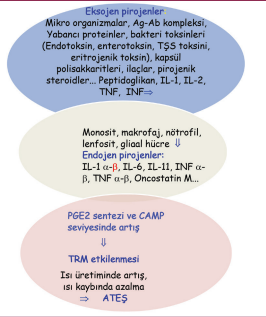 Eksojen pirojenler
Mikro organizmalar, Ag-Ab kompleksi,
Yabancı proteinler, bakteri toksinleri
(Endotoksin, enterotoksin, TŞS toksini,
eritrojenik toksin), kapsül
polisakkaritleri, ilaçlar, pirojenik
steroidler... Peptidoglikan, IL-1, IL-2,
TNF, INF⇒
Monosit, makrofaj, nötrofil,
lenfosit, gliaal hücre ⇓
Endojen pirojenler:
IL-1 α-β, IL-6, IL-11, INF α-
β, TNF α-β, Oncostatin M...
PGE2 sentezi ve CAMP
seviyesinde artış
⇓
TRM etkilenmesi
Isı üretiminde artış,
ısı kaybında azalma
⇒ ATEŞ